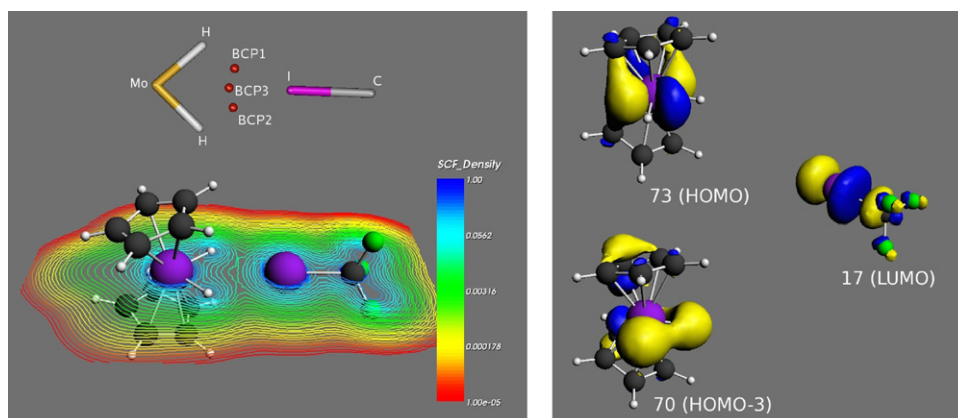 H
BCP1
Mo
I
C
BCP3
BCP2
H
SCF_Density
1.00
0.0562
0.00316
0.000178
1.00e-05
73 (HOMO)
17 (LUMO)
70 (HOMO-3)